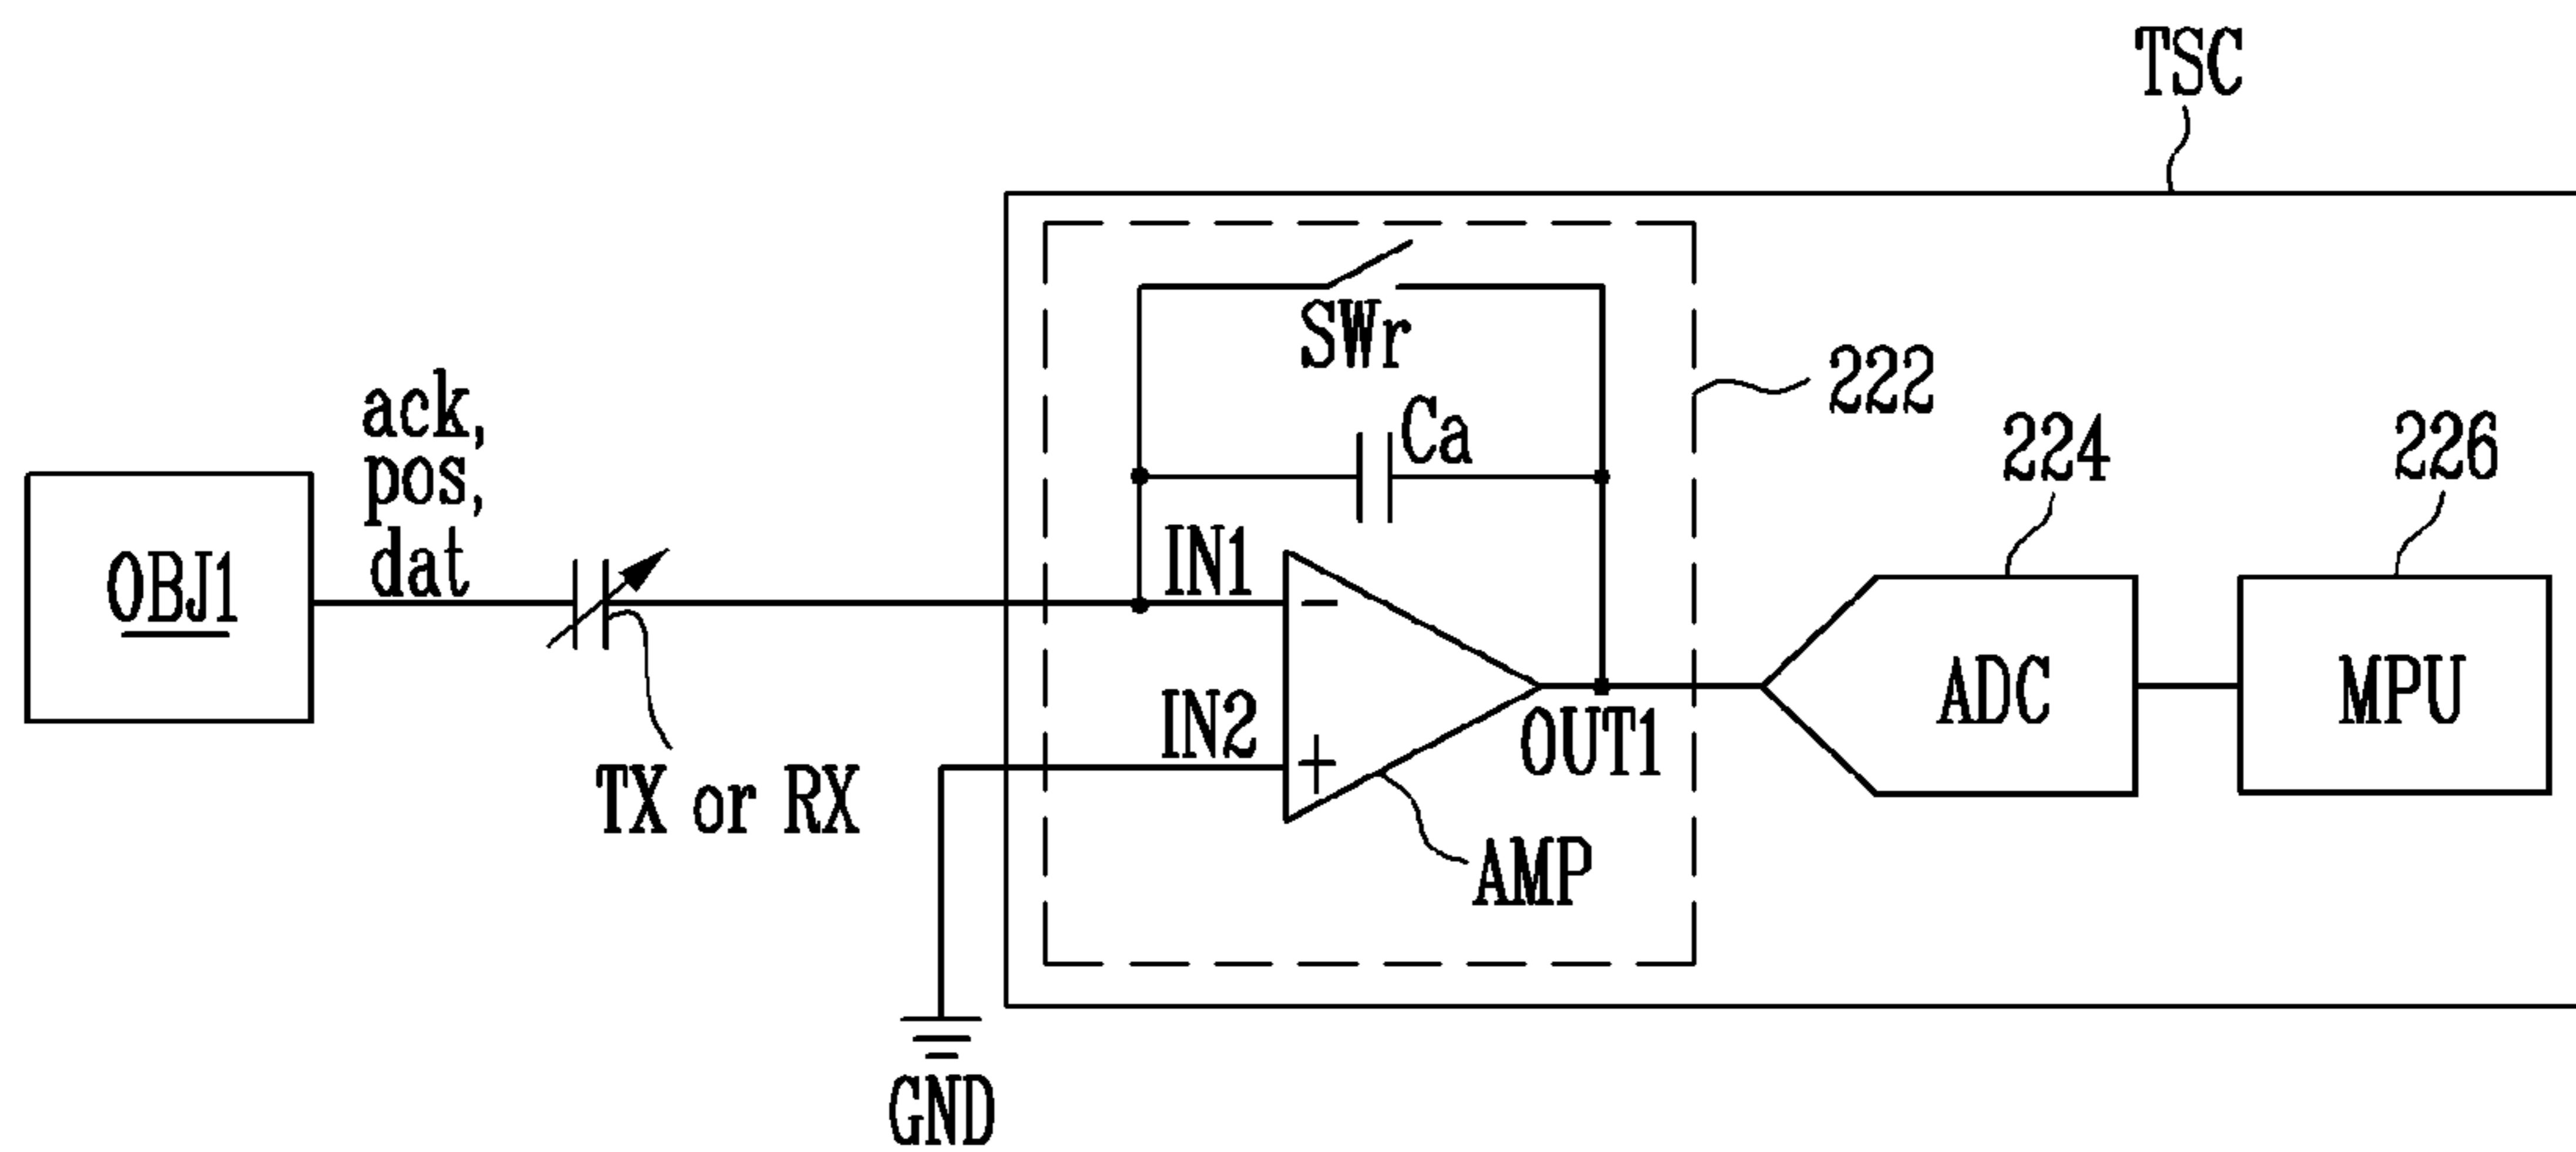 TSC
SWr
222
Ca
224
226
ack,
pos,
dat
OBJ1
IN1
−
ADC
MPU
IN2
+
OUT1
TX or RX
AMP
GND